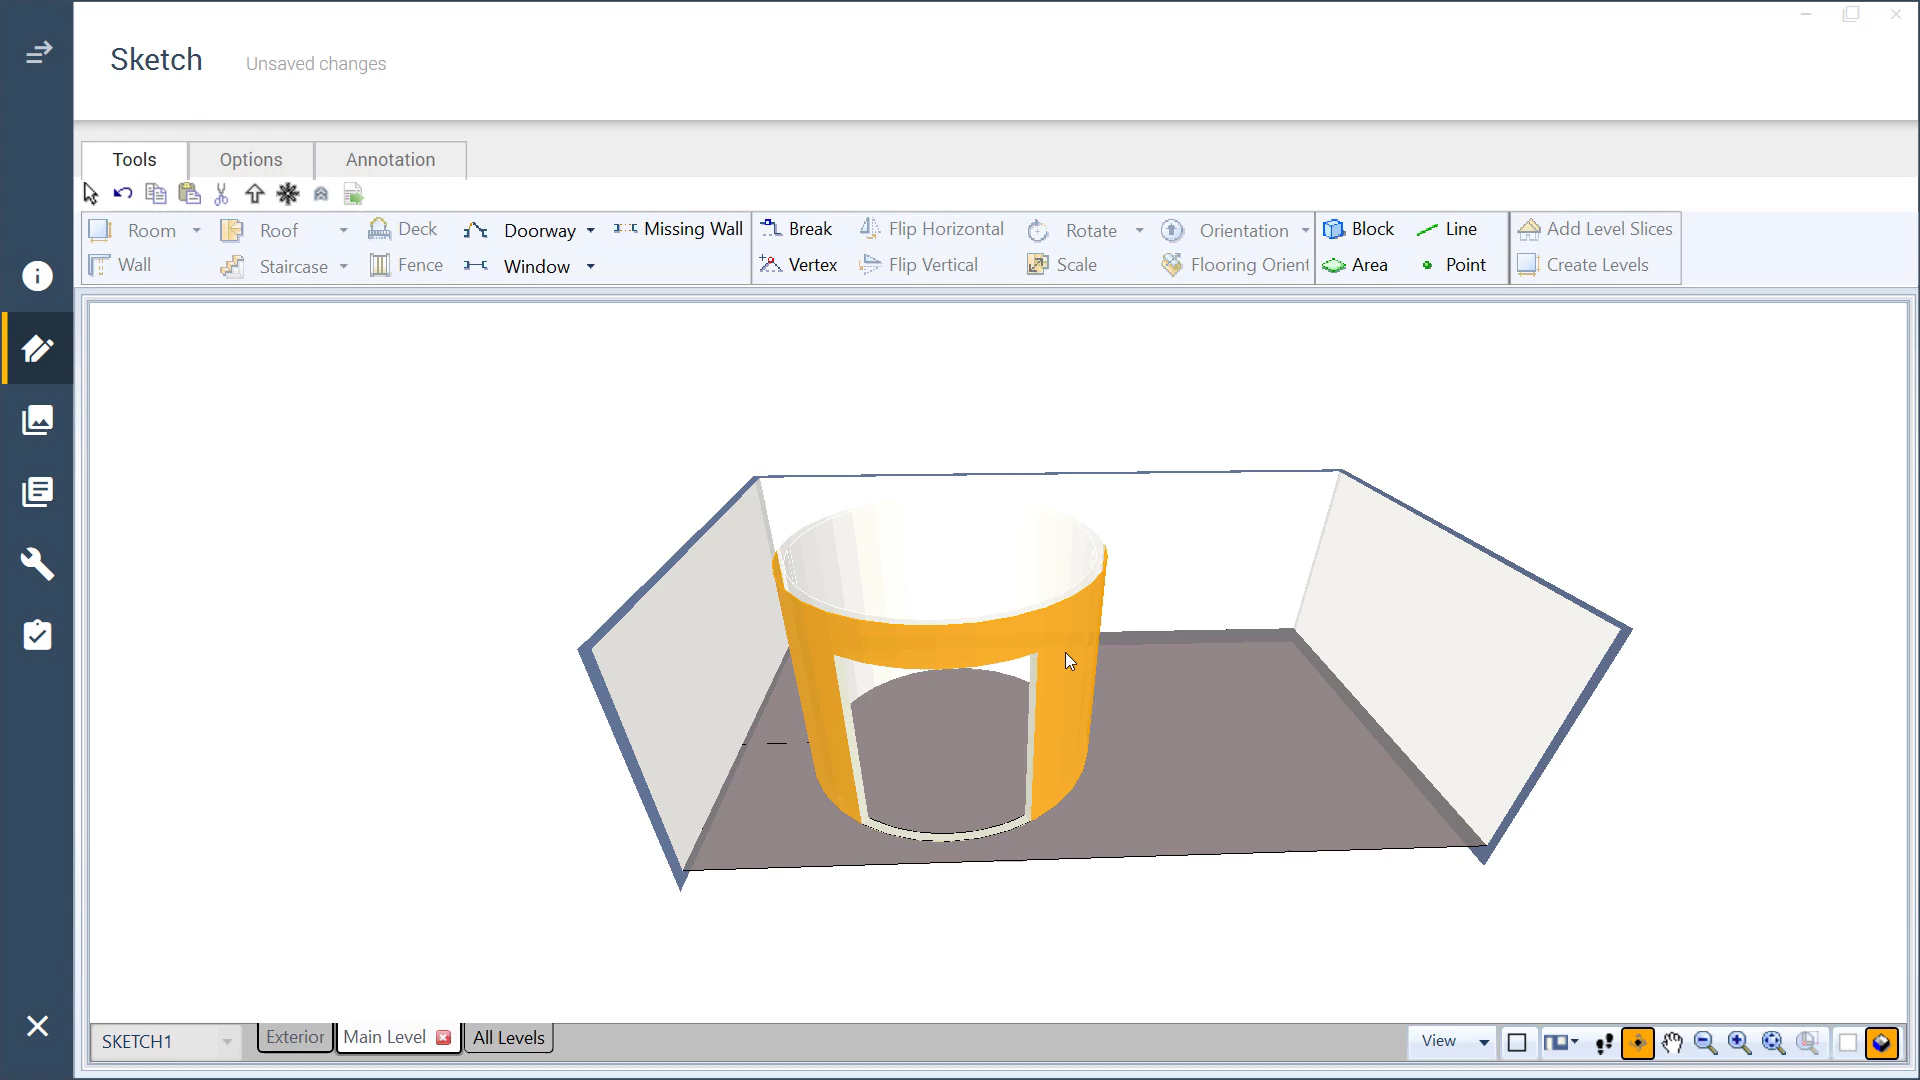 Sketch Unsaved changes
Tools Options Annotation
Room Roof Deck Doorway Missing Wall Break Flip Horizontal Rotate Orientation Block Line Add Level Slices
Wall Staircase Fence Window Vertex Flip Vertical Scale Flooring Orient Area Point Create Levels
SKETCH1 Exterior Main Level All Levels View